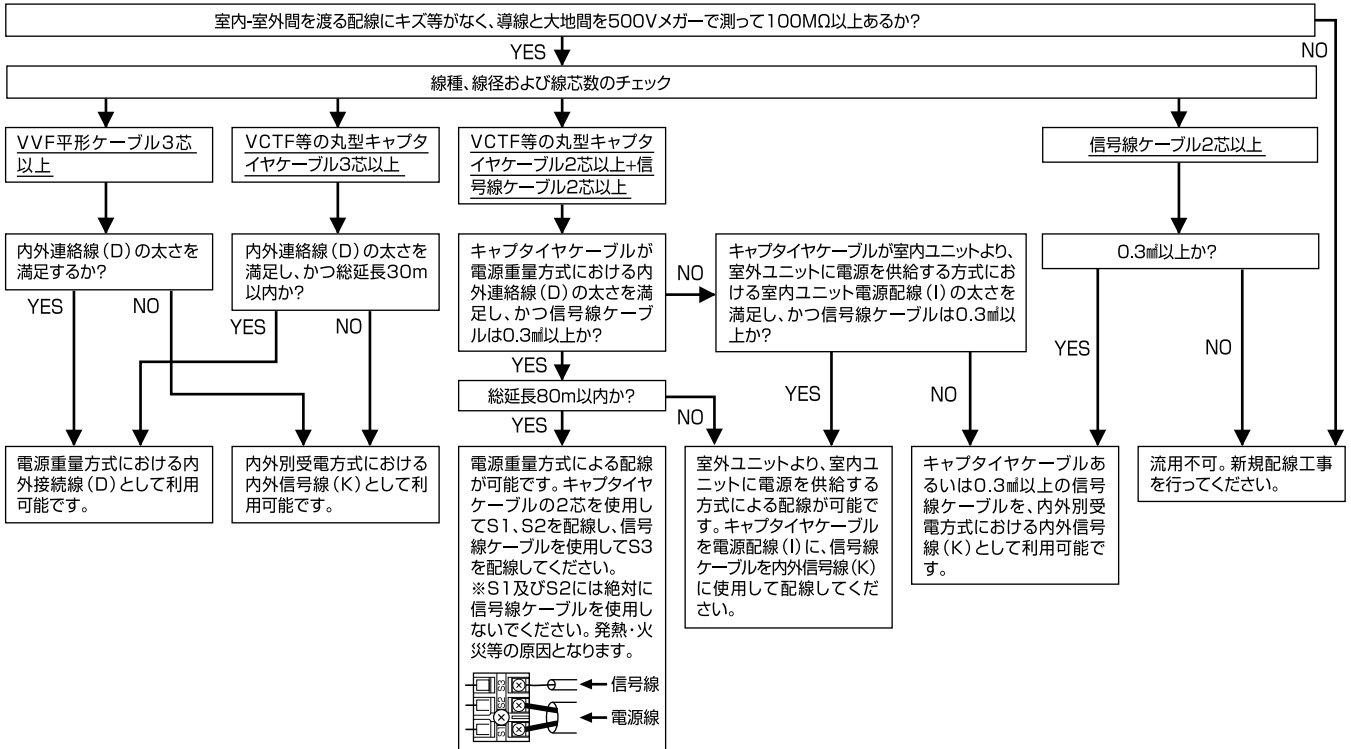 室内-室外間を渡る配線にキズ等がなく、導線と大地間を500Vメガーで測って100MΩ以上あるか?
YES
NO
線種、線径および線芯数のチェック
VVF平形ケーブル3芯
以上
VCTF等の丸型キャプタ
イヤケーブル3芯以上
VCTF等の丸型キャプタ
イヤケーブル2芯以上+信
号線ケーブル2芯以上
信号線ケーブル2芯以上
内外連絡線(D)の太さを
満足するか?
YES
NO
内外連絡線(D)の太さを
満足し、かつ総延長30m
以内か?
YES
NO
キャプタイヤケーブルが
電源重量方式における内
外連絡線(D)の太さを満
足し、かつ信号線ケーブ
ルは0.3㎟以上か?
NO
YES
キャプタイヤケーブルが室内ユニットより、
室外ユニットに電源を供給する方式にお
ける室内ユニット電源配線(I)の太さを
満足し、かつ信号線ケーブルは0.3㎟以
上か?
YES
NO
0.3㎟以上か?
YES
NO
総延長80m以内か?
NO
YES
電源重量方式における内
外接続線(D)として利用
可能です。
内外別受電方式における
内外信号線(K)として利
用可能です。
電源重量方式による配線
が可能です。キャプタイヤ
ケーブルの2芯を使用し
てS1、S2を配線し、信号
線ケーブルを使用してS3
を配線してください。
※S1及びS2には絶対に
信号線ケーブルを使用し
ないでください。発熱・火
災等の原因となります。
S3
信号線
S2
電源線
S1
室外ユニットより、室内ユ
ニットに電源を供給する
方式による配線が可能で
す。キャプタイヤケーブル
を電源配線(I)に、信号線
ケーブルを内外信号線(K)
に使用して配線してくだ
さい。
キャプタイヤケーブルあ
るいは0.3㎟以上の信号
線ケーブルを、内外別受
電方式における内外信号
線(K)として利用可能で
す。
流用不可。新規配線工事
を行ってください。